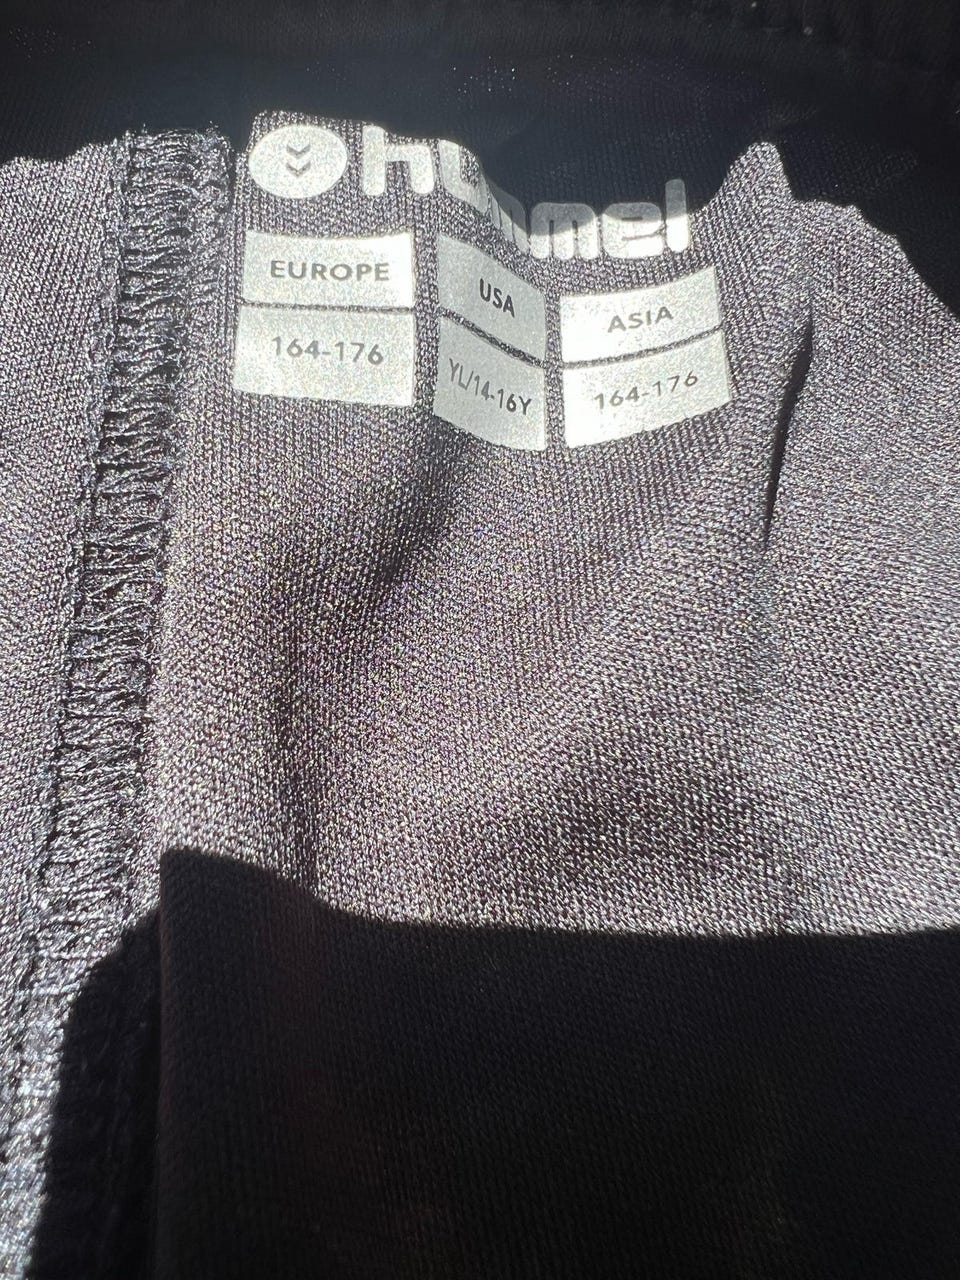 hummel
EUROPE USA ASIA
164-176 YL/14-16Y 164-176